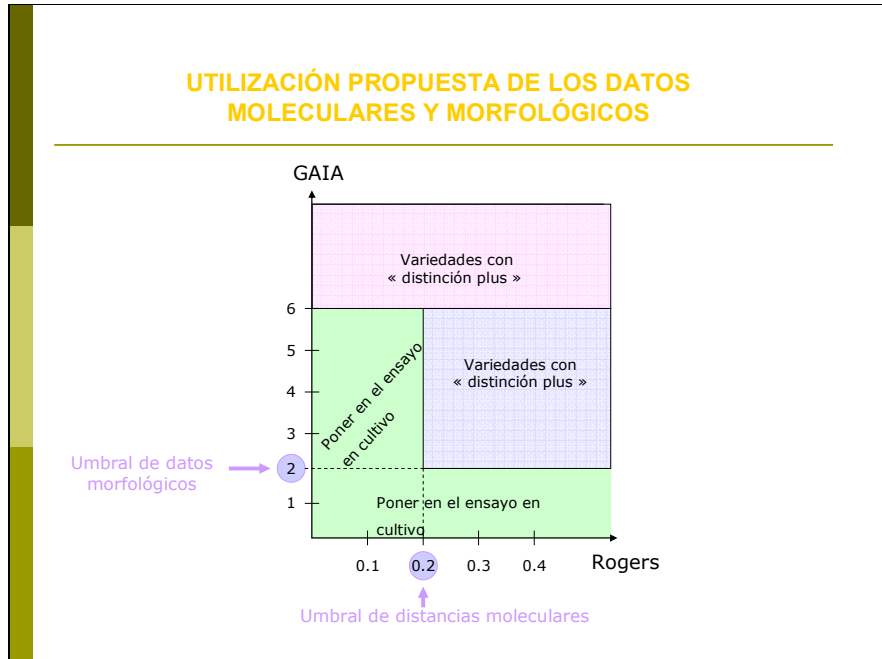 UTILIZACIÓN PROPUESTA DE LOS DATOS
MOLECULARES Y MORFOLÓGICOS
GAIA
Variedades con
« distinción plus »
6
5
4
3
2
1
Variedades con
« distinción plus »
Poner en el ensayo
en cultivo
Umbral de datos
morfológicos
Poner en el ensayo en
cultivo
0.1 0.2 0.3 0.4 Rogers
Umbral de distancias moleculares